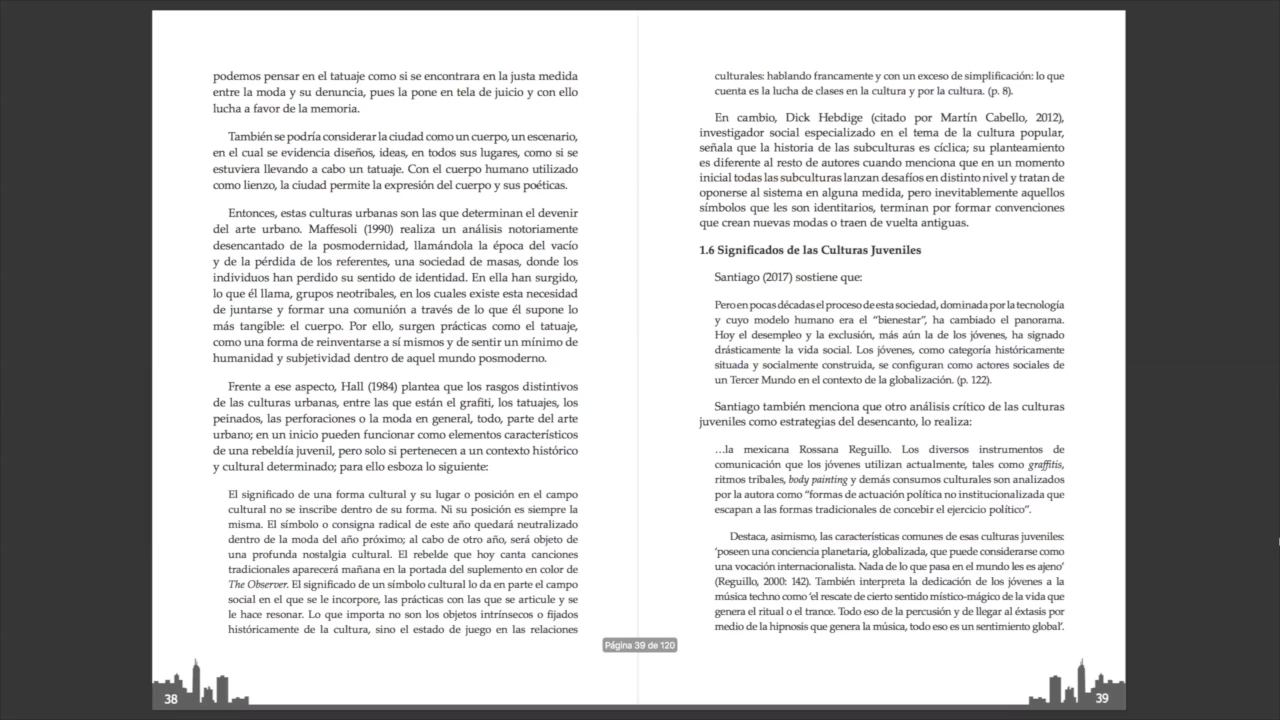 podemos pensar en el tatuaje como si se encontrara en la justa medida
entre la moda y su denuncia, pues la pone en tela de juicio y con ello
lucha a favor de la memoria.
También se podría considerar la ciudad como un cuerpo, un escenario,
en el cual se evidencia diseños, ideas, en todos sus lugares, como si se
estuviera llevando a cabo un tatuaje. Con el cuerpo humano utilizado
como lienzo, la ciudad permite la expresión del cuerpo y sus poéticas.
Entonces, estas culturas urbanas son las que determinan el devenir
del arte urbano. Maffesoli (1990) realiza un análisis notoriamente
desencantado de la posmodernidad, llamándola la época del vacío
y de la pérdida de los referentes, una sociedad de masas, donde los
individuos han perdido su sentido de identidad. En ella han surgido,
lo que él llama, grupos neotribales, en los cuales existe esta necesidad
de juntarse y formar una comunión a través de lo que él supone lo
más tangible: el cuerpo. Por ello, surgen prácticas como el tatuaje,
como una forma de reinventarse a sí mismos y de sentir un mínimo de
humanidad y subjetividad dentro de aquel mundo posmoderno.
Frente a ese aspecto, Hall (1984) plantea que los rasgos distintivos
de las culturas urbanas, entre las que están el grafiti, los tatuajes, los
peinados, las perforaciones o la moda en general, todo, parte del arte
urbano; en un inicio pueden funcionar como elementos característicos
de una rebeldía juvenil, pero solo si pertenecen a un contexto histórico
y cultural determinado; para ello esboza lo siguiente:
El significado de una forma cultural y su lugar o posición en el campo
cultural no se inscribe dentro de su forma. Ni su posición es siempre la
misma. El símbolo o consigna radical de este año quedará neutralizado
dentro de la moda del año próximo; al cabo de otro año, será objeto de
una profunda nostalgia cultural. El rebelde que hoy canta canciones
tradicionales aparecerá mañana en la portada del suplemento en color de
The Observer. El significado de un símbolo cultural lo da en parte el campo
social en el que se le incorpore, las prácticas con las que se articule y se
le hace resonar. Lo que importa no son los objetos intrínsecos o fijados
históricamente de la cultura, sino el estado de juego en las relaciones
38
culturales: hablando francamente y con un exceso de simplificación: lo que
cuenta es la lucha de clases en la cultura y por la cultura. (p. 8).
En cambio, Dick Hebdige (citado por Martín Cabello, 2012),
investigador social especializado en el tema de la cultura popular,
señala que la historia de las subculturas es cíclica; su planteamiento
es diferente al resto de autores cuando menciona que en un momento
inicial todas las subculturas lanzan desafíos en distinto nivel y tratan de
oponerse al sistema en alguna medida, pero inevitablemente aquellos
símbolos que les son identitarios, terminan por formar convenciones
que crean nuevas modas o traen de vuelta antiguas.
1.6 Significados de las Culturas Juveniles
Santiago (2017) sostiene que:
Pero en pocas décadas el proceso de esta sociedad, dominada por la tecnología
y cuyo modelo humano era el “bienestar”, ha cambiado el panorama.
Hoy el desempleo y la exclusión, más aún la de los jóvenes, ha signado
drásticamente la vida social. Los jóvenes, como categoría históricamente
situada y socialmente construida, se configuran como actores sociales de
un Tercer Mundo en el contexto de la globalización. (p. 122).
Santiago también menciona que otro análisis crítico de las culturas
juveniles como estrategias del desencanto, lo realiza:
…la mexicana Rossana Reguillo. Los diversos instrumentos de
comunicación que los jóvenes utilizan actualmente, tales como graffitis,
ritmos tribales, body painting y demás consumos culturales son analizados
por la autora como “formas de actuación política no institucionalizada que
escapan a las formas tradicionales de concebir el ejercicio político”.
Destaca, asimismo, las características comunes de esas culturas juveniles:
‘poseen una conciencia planetaria, globalizada, que puede considerarse como
una vocación internacionalista. Nada de lo que pasa en el mundo les es ajeno’
(Reguillo, 2000: 142). También interpreta la dedicación de los jóvenes a la
música techno como ‘el rescate de cierto sentido místico-mágico de la vida que
genera el ritual o el trance. Todo eso de la percusión y de llegar al éxtasis por
medio de la hipnosis que genera la música, todo eso es un sentimiento global’.
Página 39 de 120
39